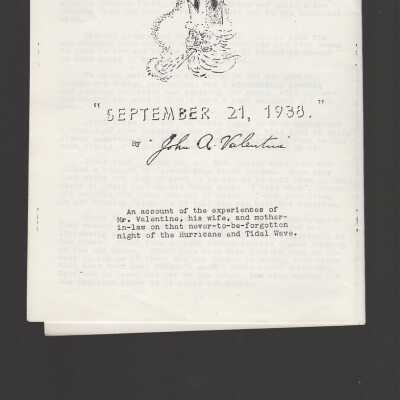 "SEPTEMBER 21, 1938."
BY John A. Valentine
An account of the experiences of
Mr. Valentine, his wife, and mother-
in-law on that never-to-be-forgotten
night of the Hurricane and Tidal Wave.